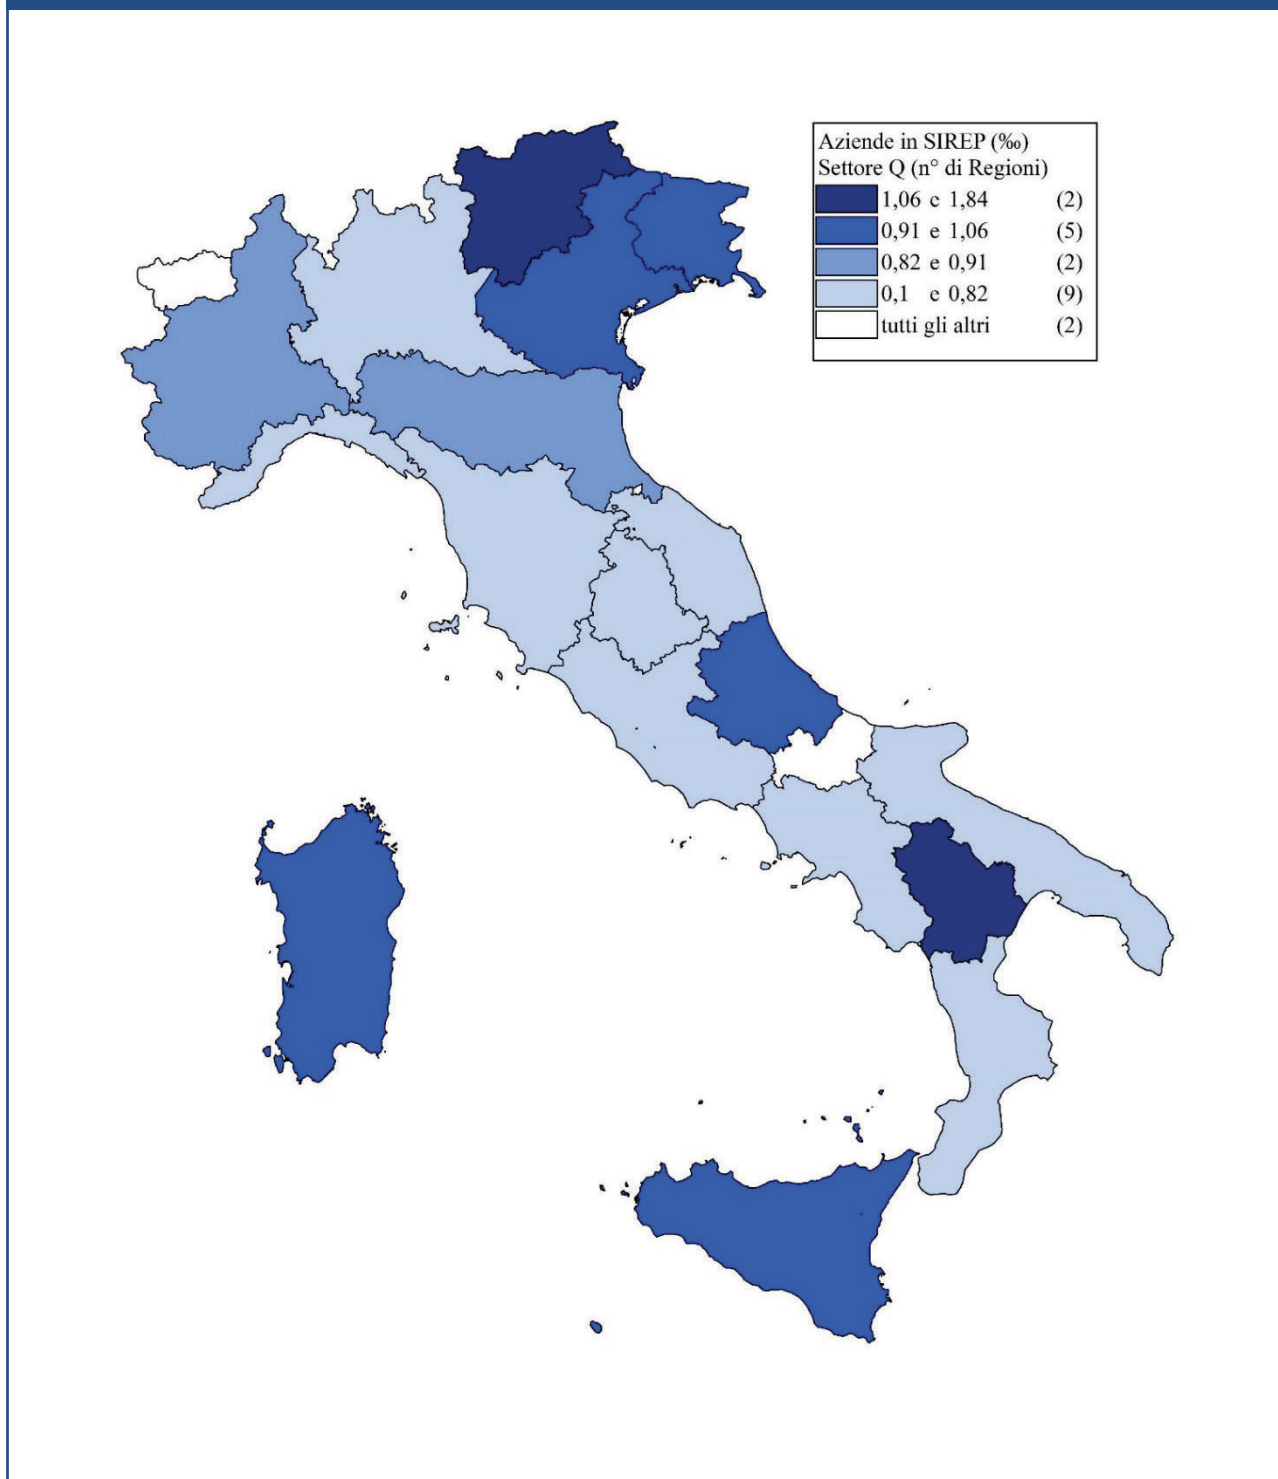 Aziende in SIREP (‰)
Settore Q (n° di Regioni)
1,06 e 1,84 (2)
0,91 e 1,06 (5)
0,82 e 0,91 (2)
0,1 e 0,82 (9)
tutti gli altri (2)